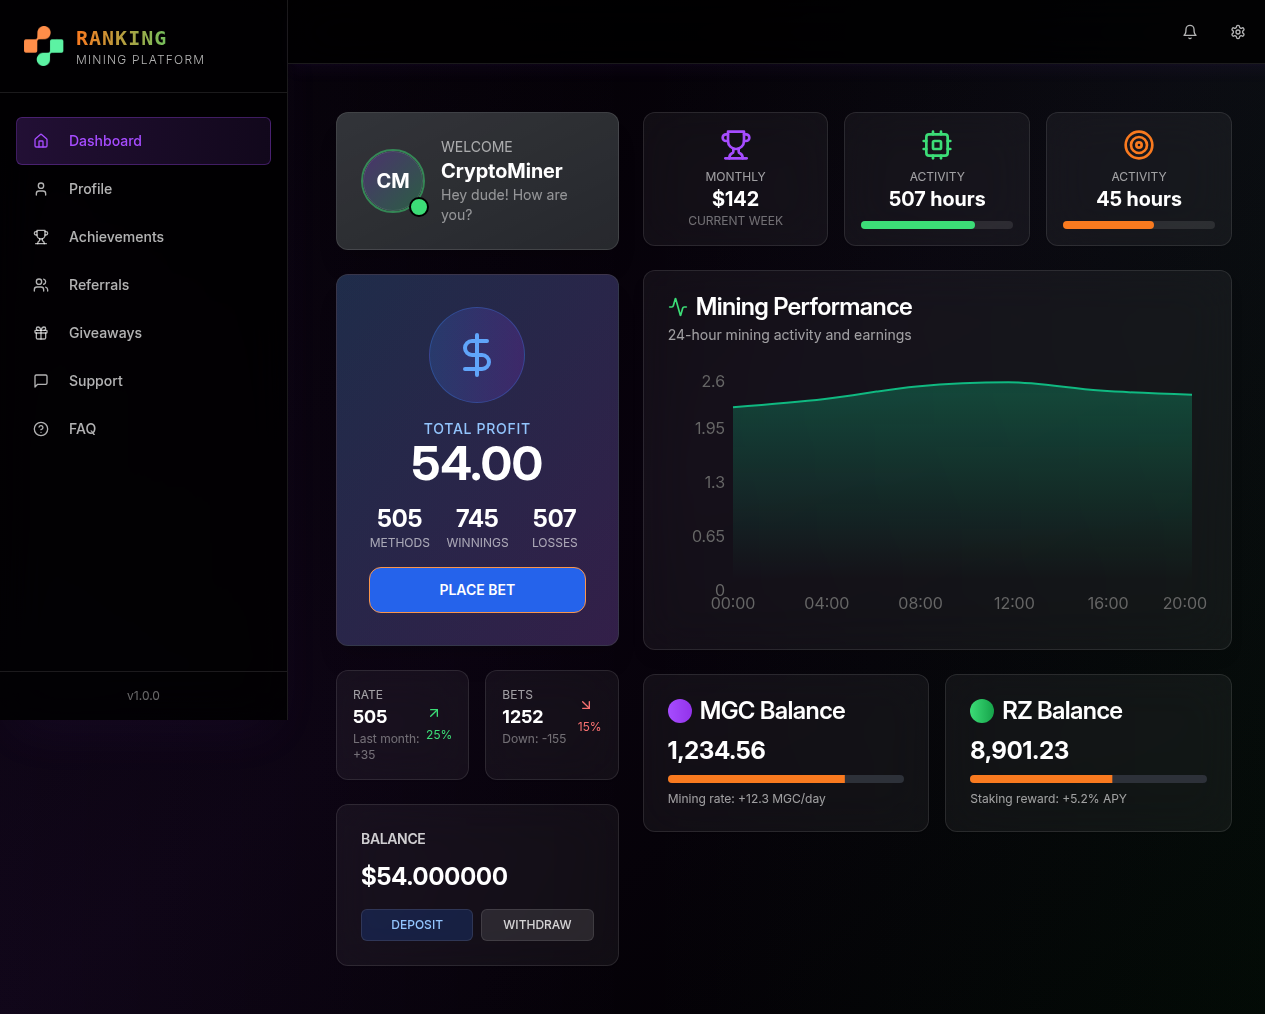 RANKING
MINING PLATFORM
Dashboard
Profile
Achievements
Referrals
Giveaways
Support
FAQ
v1.0.0
CM
WELCOME
CryptoMiner
Hey dude! How are
you?
TOTAL PROFIT
54.00
505 745 507
METHODS WINNINGS LOSSES
PLACE BET
RATE
505
Last month:
+35
25%
BETS
1252
Down: -155
15%
BALANCE
$54.000000
DEPOSIT WITHDRAW
MONTHLY
$142
CURRENT WEEK
ACTIVITY
507 hours
ACTIVITY
45 hours
Mining Performance
24-hour mining activity and earnings
2.6
1.95
1.3
0.65
0
00:00 04:00 08:00 12:00 16:00 20:00
MGC Balance
1,234.56
Mining rate: +12.3 MGC/day
RZ Balance
8,901.23
Staking reward: +5.2% APY